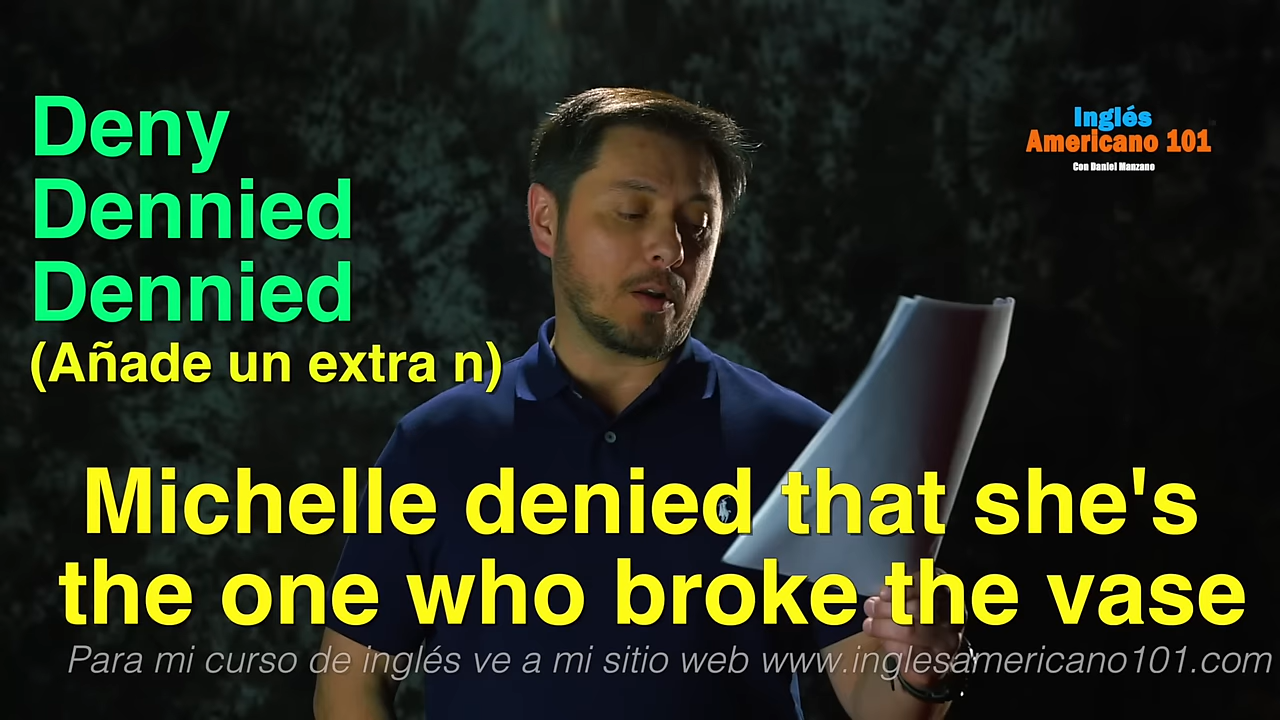 Deny
Dennied
Dennied
(Añade un extra n)
Inglés
Americano 101
Con Daniel Manzano
Michelle denied that she's
the one who broke the vase
Para mi curso de inglés ve a mi sitio web www.inglesamericano101.com